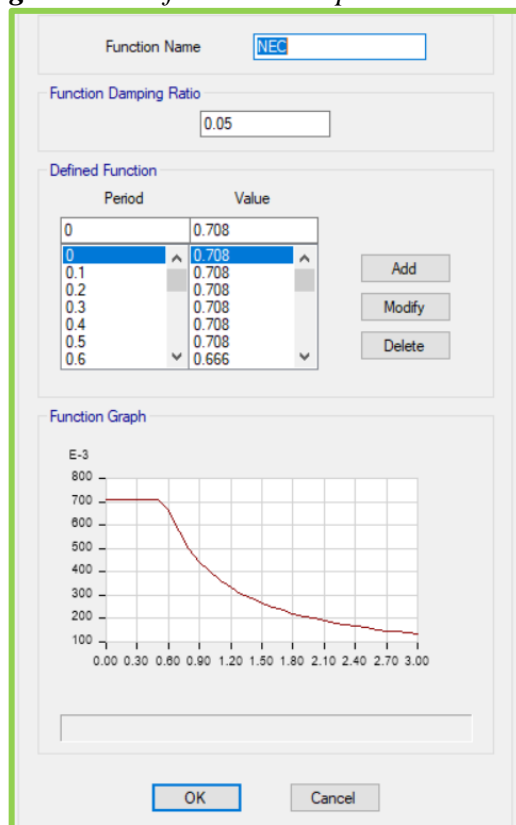 Function Name NEC
Function Damping Ratio
0.05
Defined Function
Period Value
0 0.708
0 0.708
0.1 0.708
0.2 0.708
0.3 0.708
0.4 0.708
0.5 0.708
0.6 0.666
Add
Modify
Delete
Function Graph
E-3
800
700
600
500
400
300
200
100
0.00 0.30 0.60 0.90 1.20 1.50 1.80 2.10 2.40 2.70 3.00
OK Cancel